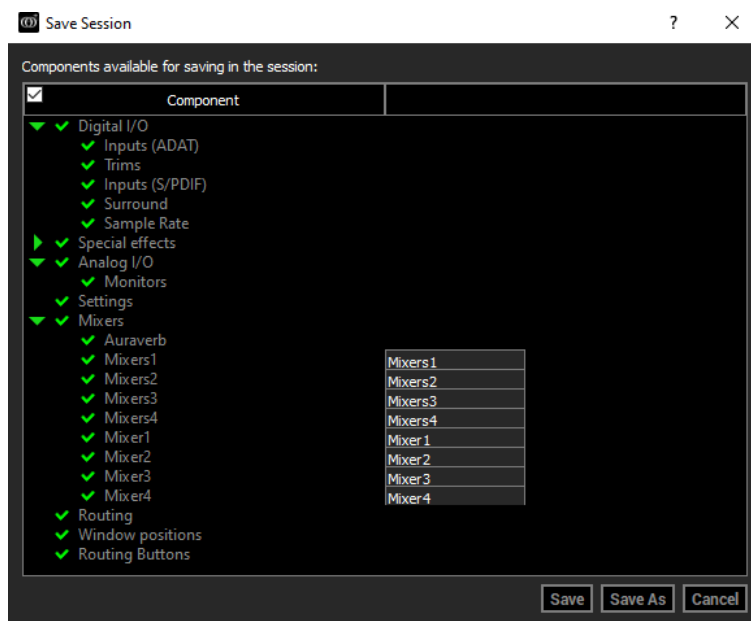 Save Session
?
Components available for saving in the session:
Component
Digital I/O
Inputs (ADAT)
Trims
Inputs (S/PDIF)
Surround
Sample Rate
Special effects
Analog I/O
Monitors
Settings
Mixers
Auraverb
Mixers1 Mixers1
Mixers2 Mixers2
Mixers3 Mixers3
Mixers4 Mixers4
Mixer1 Mixer1
Mixer2 Mixer2
Mixer3 Mixer3
Mixer4 Mixer4
Routing
Window positions
Routing Buttons
Save Save As Cancel